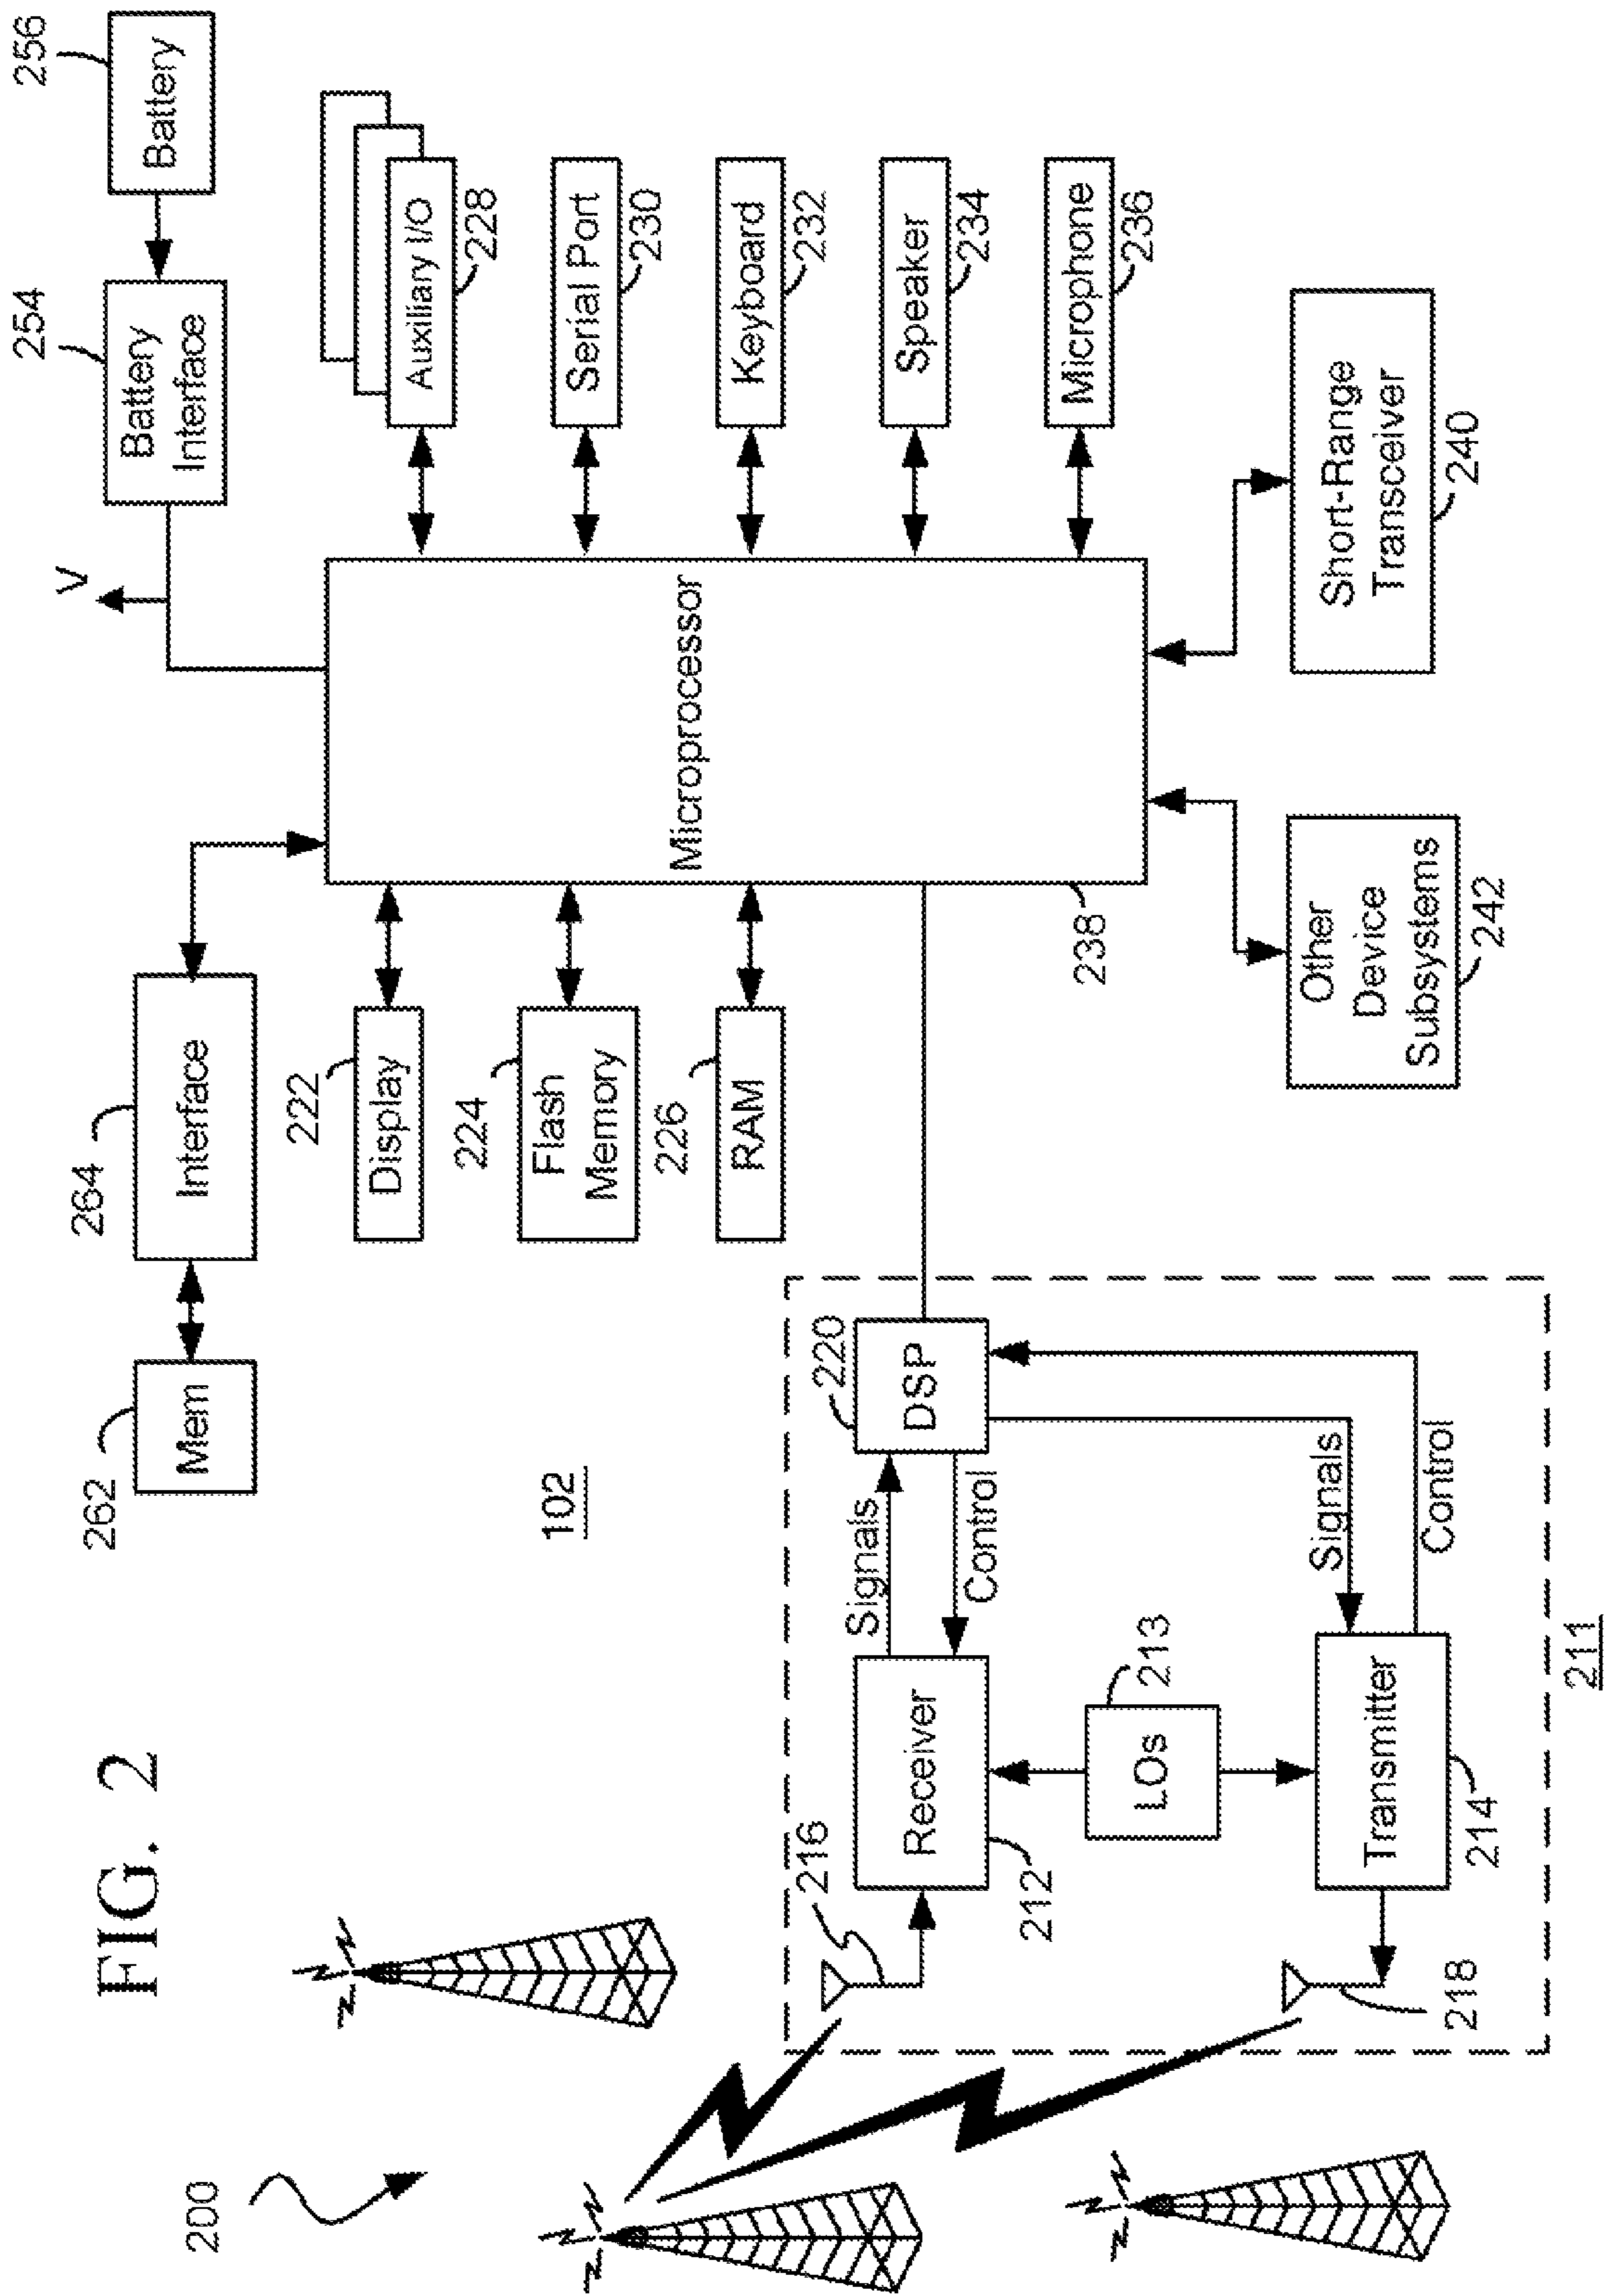 FIG. 2
200
102
262
Mem
264
Interface
V
254
Battery
Interface
256
Battery
222
Display
224
Flash
Memory
226
RAM
Microprocessor
238
Auxiliary I/O
228
Serial Port
230
Keyboard
232
Speaker
234
Microphone
236
216
Receiver
212
Signals
Control
220
DSP
LOs
213
Signals
Control
Transmitter
214
218
211
Other
Device
Subsystems
242
Short-Range
Transceiver
240